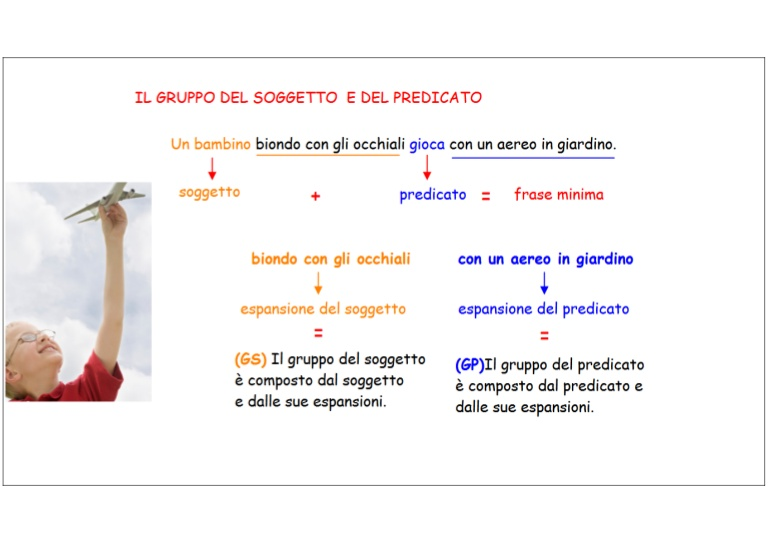 IL GRUPPO DEL SOGGETTO E DEL PREDICATO
Un bambino biondo con gli occhiali gioca con un aereo in giardino.
soggetto + predicato = frase minima
biondo con gli occhiali
espansione del soggetto
=
(GS) Il gruppo del soggetto
è composto dal soggetto
e dalle sue espansioni.
con un aereo in giardino
espansione del predicato
=
(GP)Il gruppo del predicato
è composto dal predicato e
dalle sue espansioni.